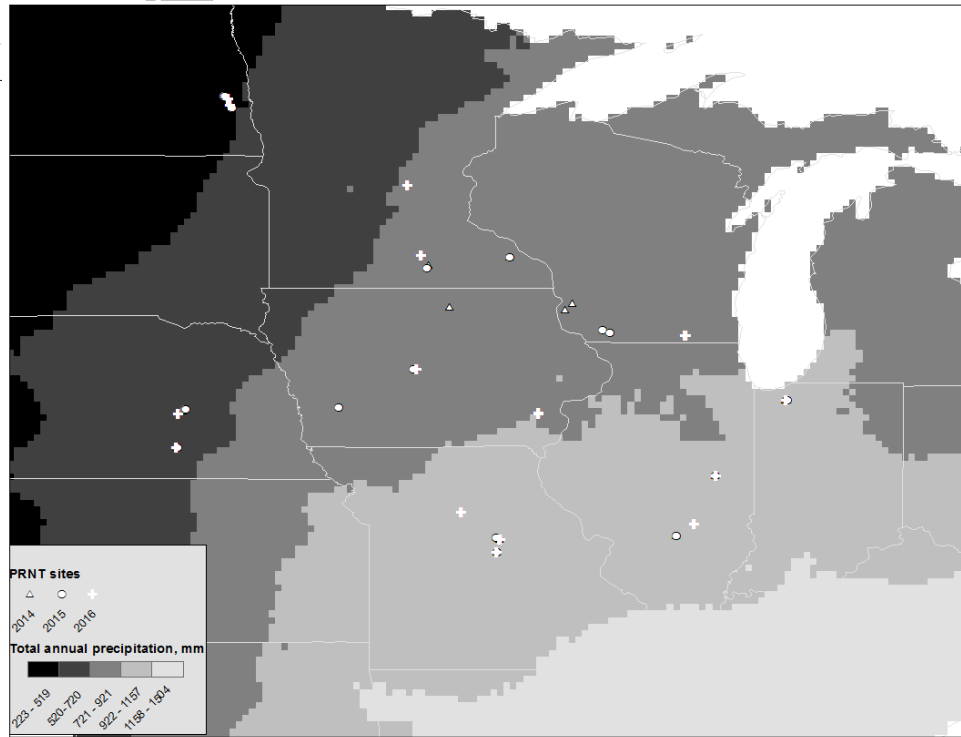 PRNT sites
2014 2015 2016
Total annual precipitation, mm
223 - 519 520-720 721 - 921 922 - 1157 1158 - 1504